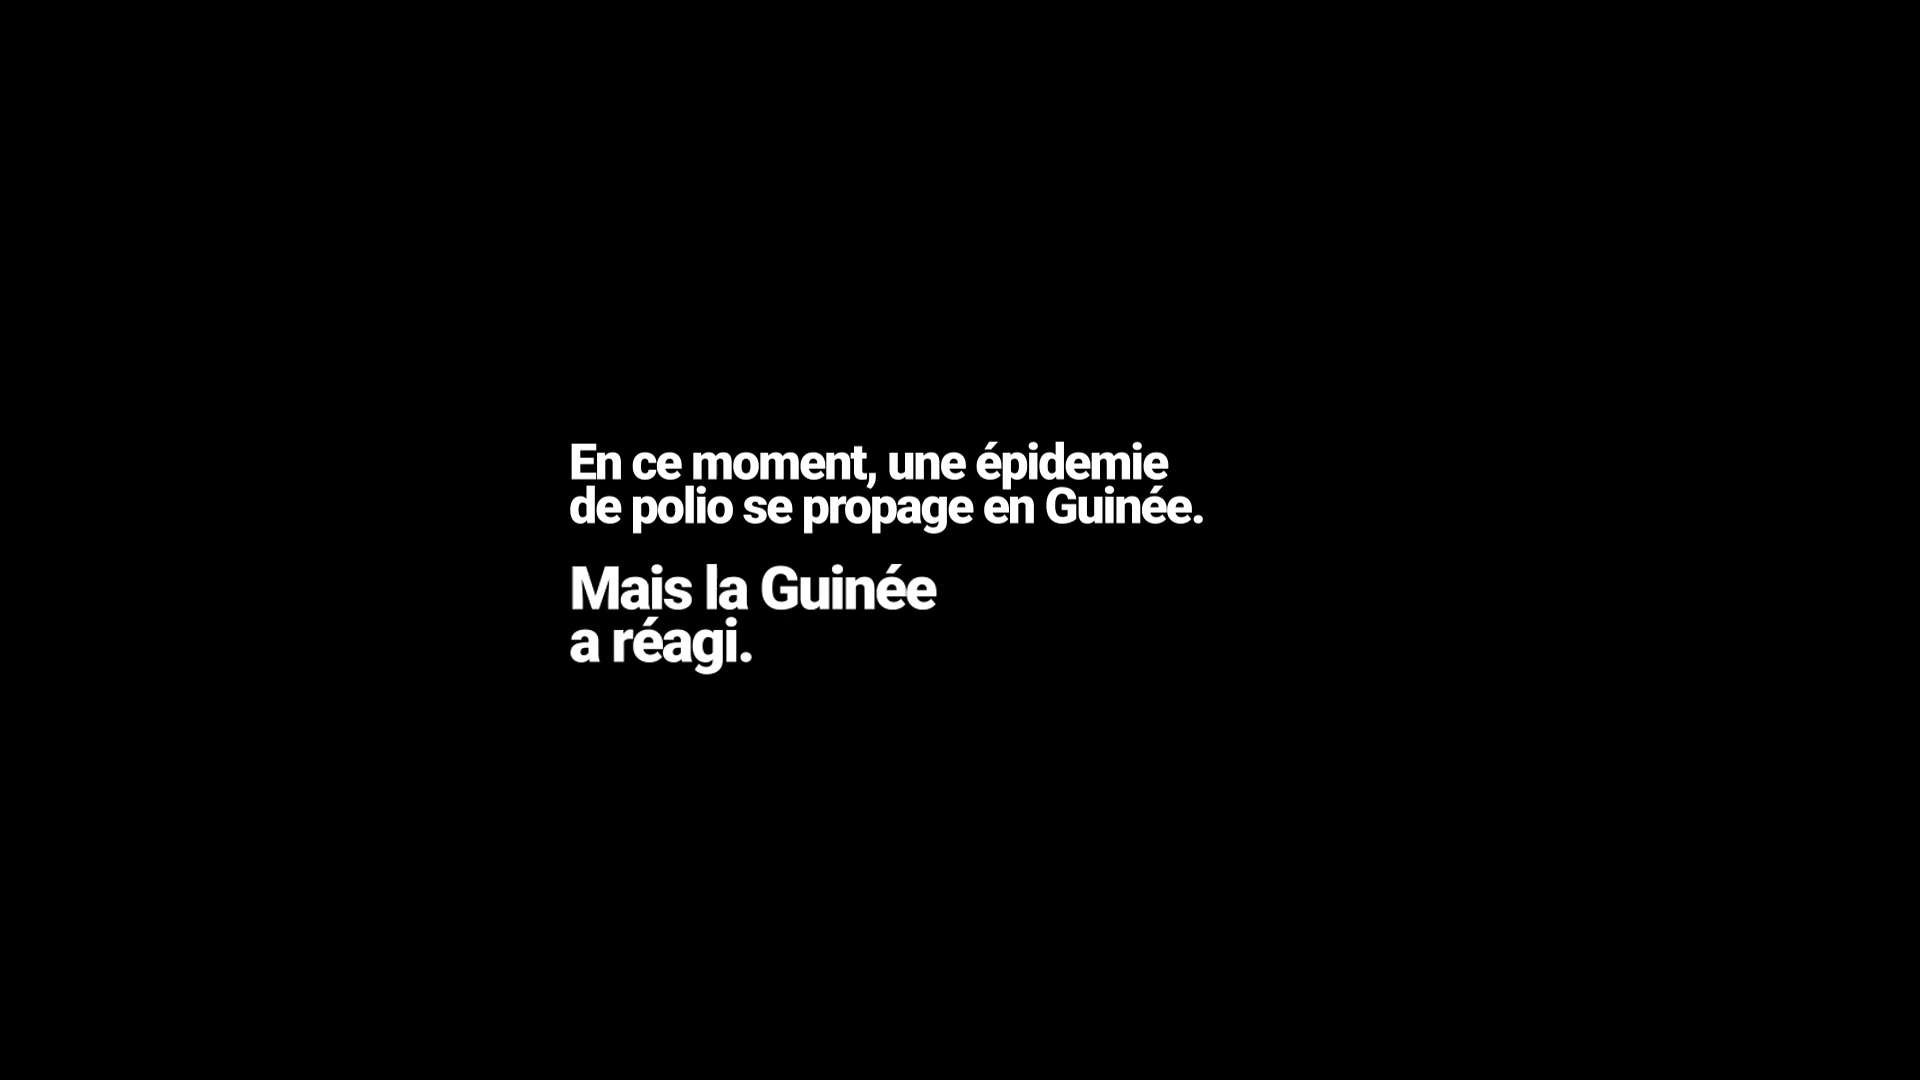 En ce moment, une épidemie
de polio se propage en Guinée.
Mais la Guinée
a réagi.